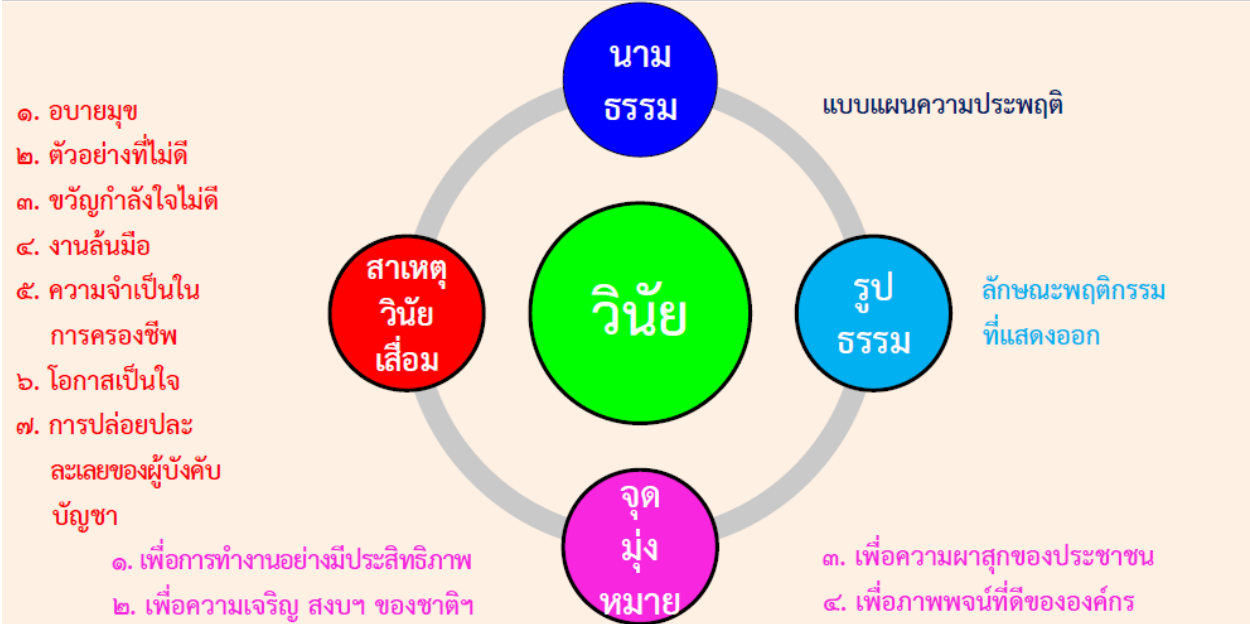 นาม
ธรรม
แบบแผนความประพฤติ
๑. อบายมุข
๒. ตัวอย่างที่ไม่ดี
๓. ขวัญกำลังใจไม่ดี
๔. งานล้นมือ
๕. ความจำเป็นใน
การครองชีพ
๖. โอกาสเป็นใจ
๗. การปล่อยปละ
ละเลยของผู้บังคับ
บัญชา
สาเหตุ
วินัย
เสื่อม
วินัย
รูป
ธรรม
ลักษณะพฤติกรรม
ที่แสดงออก
จุด
มุ่ง
หมาย
๑. เพื่อการทำงานอย่างมีประสิทธิภาพ
๒. เพื่อความเจริญ สงบฯ ของชาติฯ
๓. เพื่อความผาสุกของประชาชน
๔. เพื่อภาพพจน์ที่ดีขององค์กร